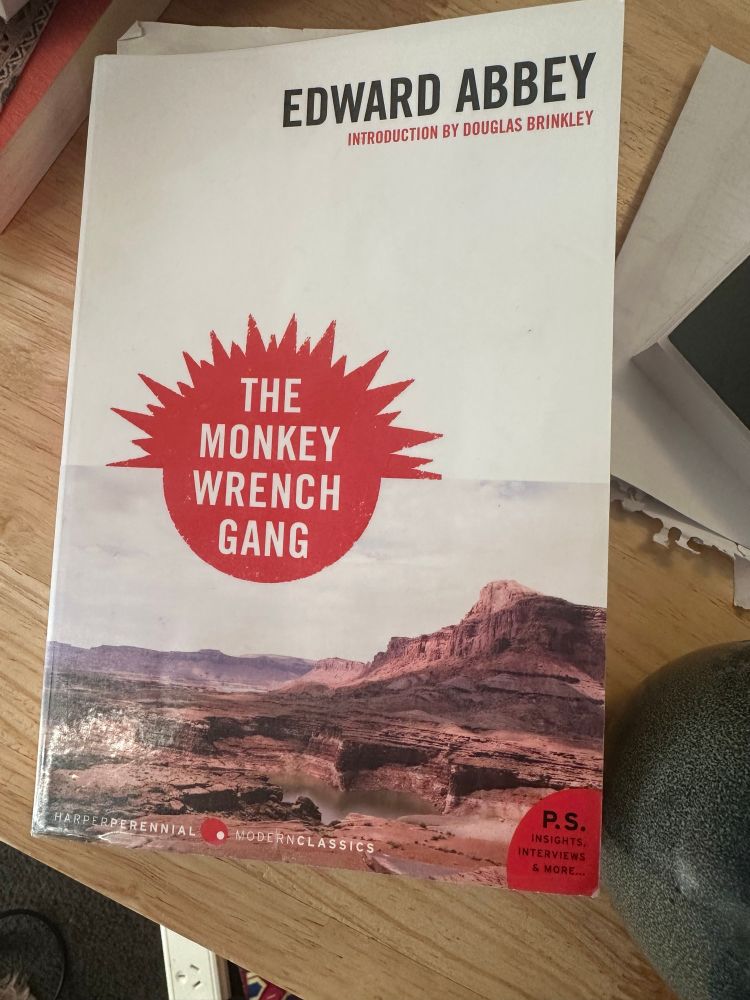 EDWARD ABBEY
INTRODUCTION BY DOUGLAS BRINKLEY
THE
MONKEY
WRENCH
GANG
HARPERPERENNIAL MODERNCLASSICS
P.S.
INSIGHTS,
INTERVIEWS
& MORE...